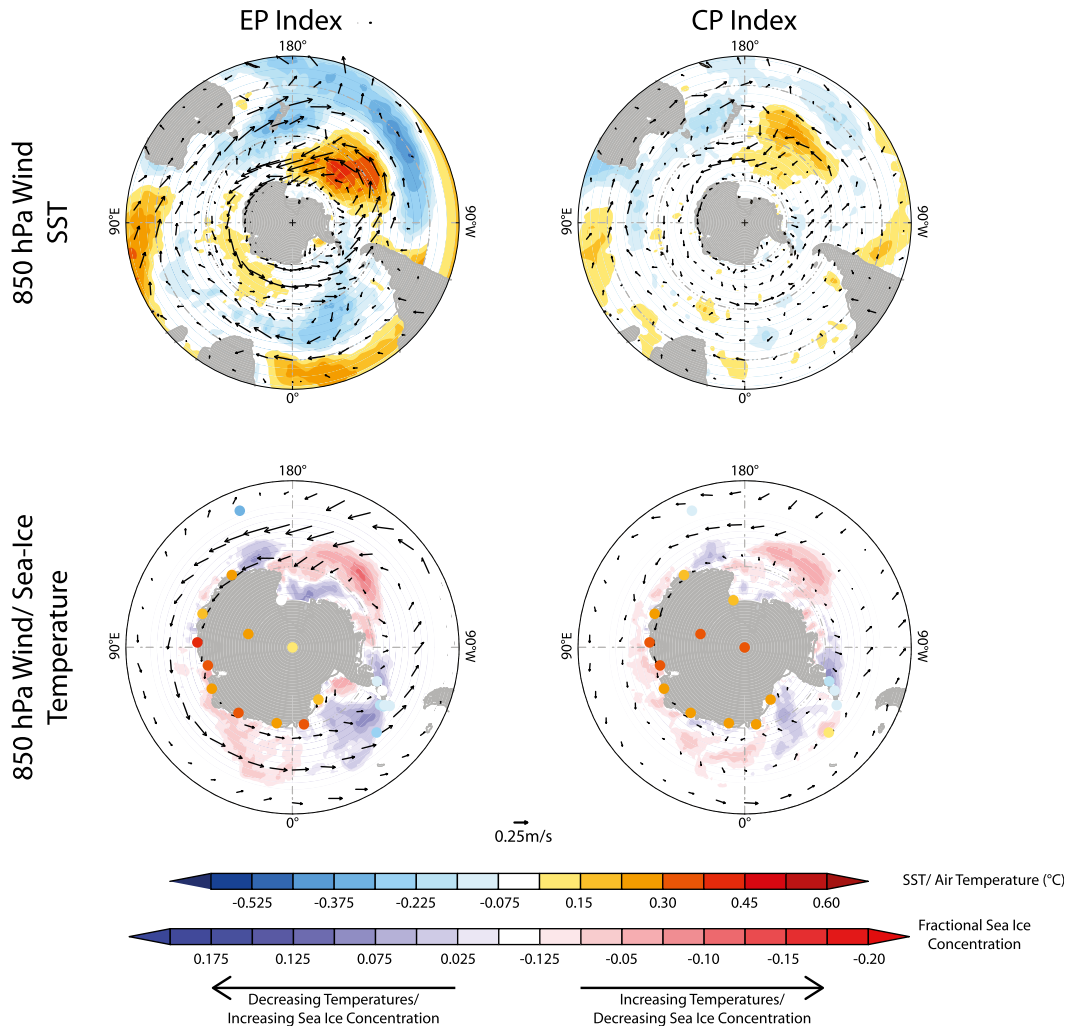 EP Index
CP Index
850 hPa Wind
SST
180°
90°E
90°W
0°
180°
90°E
90°W
0°
850 hPa Wind/ Sea-Ice
Temperature
180°
90°E
90°W
0°
180°
90°E
90°W
0°
0.25m/s
SST/ Air Temperature (°C)
-0.525 -0.375 -0.225 -0.075 0.15 0.30 0.45 0.60
Fractional Sea Ice
Concentration
0.175 0.125 0.075 0.025 -0.125 -0.05 -0.10 -0.15 -0.20
Decreasing Temperatures/
Increasing Sea Ice Concentration
Increasing Temperatures/
Decreasing Sea Ice Concentration